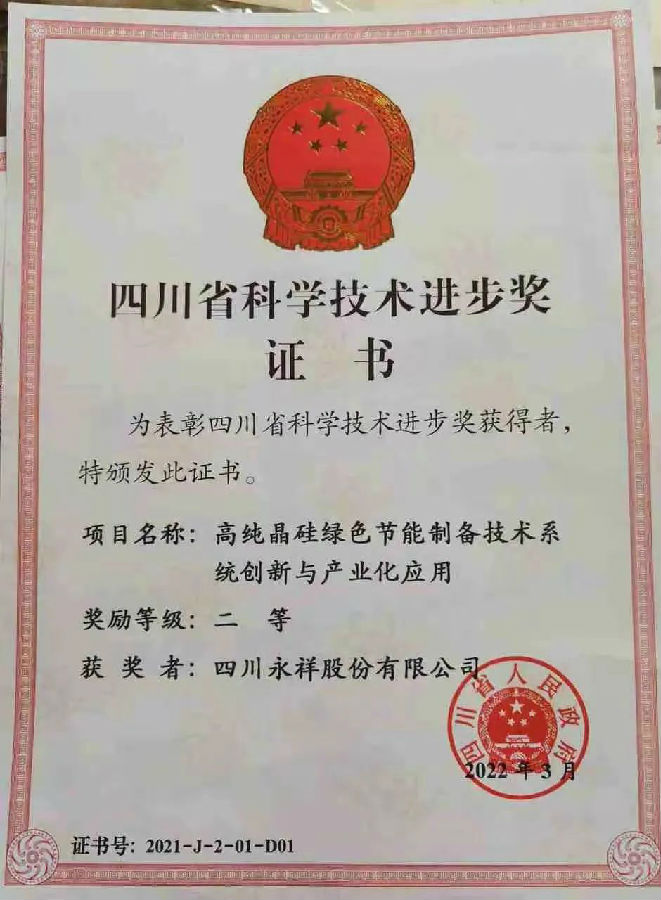 四川省科学技术进步奖
证 书
为表彰四川省科学技术进步奖获得者，
特颁发此证书。
项目名称：高纯晶硅绿色节能制备技术系
统创新与产业化应用
奖励等级：二 等
获 奖 者：四川永祥股份有限公司
四川省人民政府
2022 年 3 月
证书号：2021-J-2-01-D01